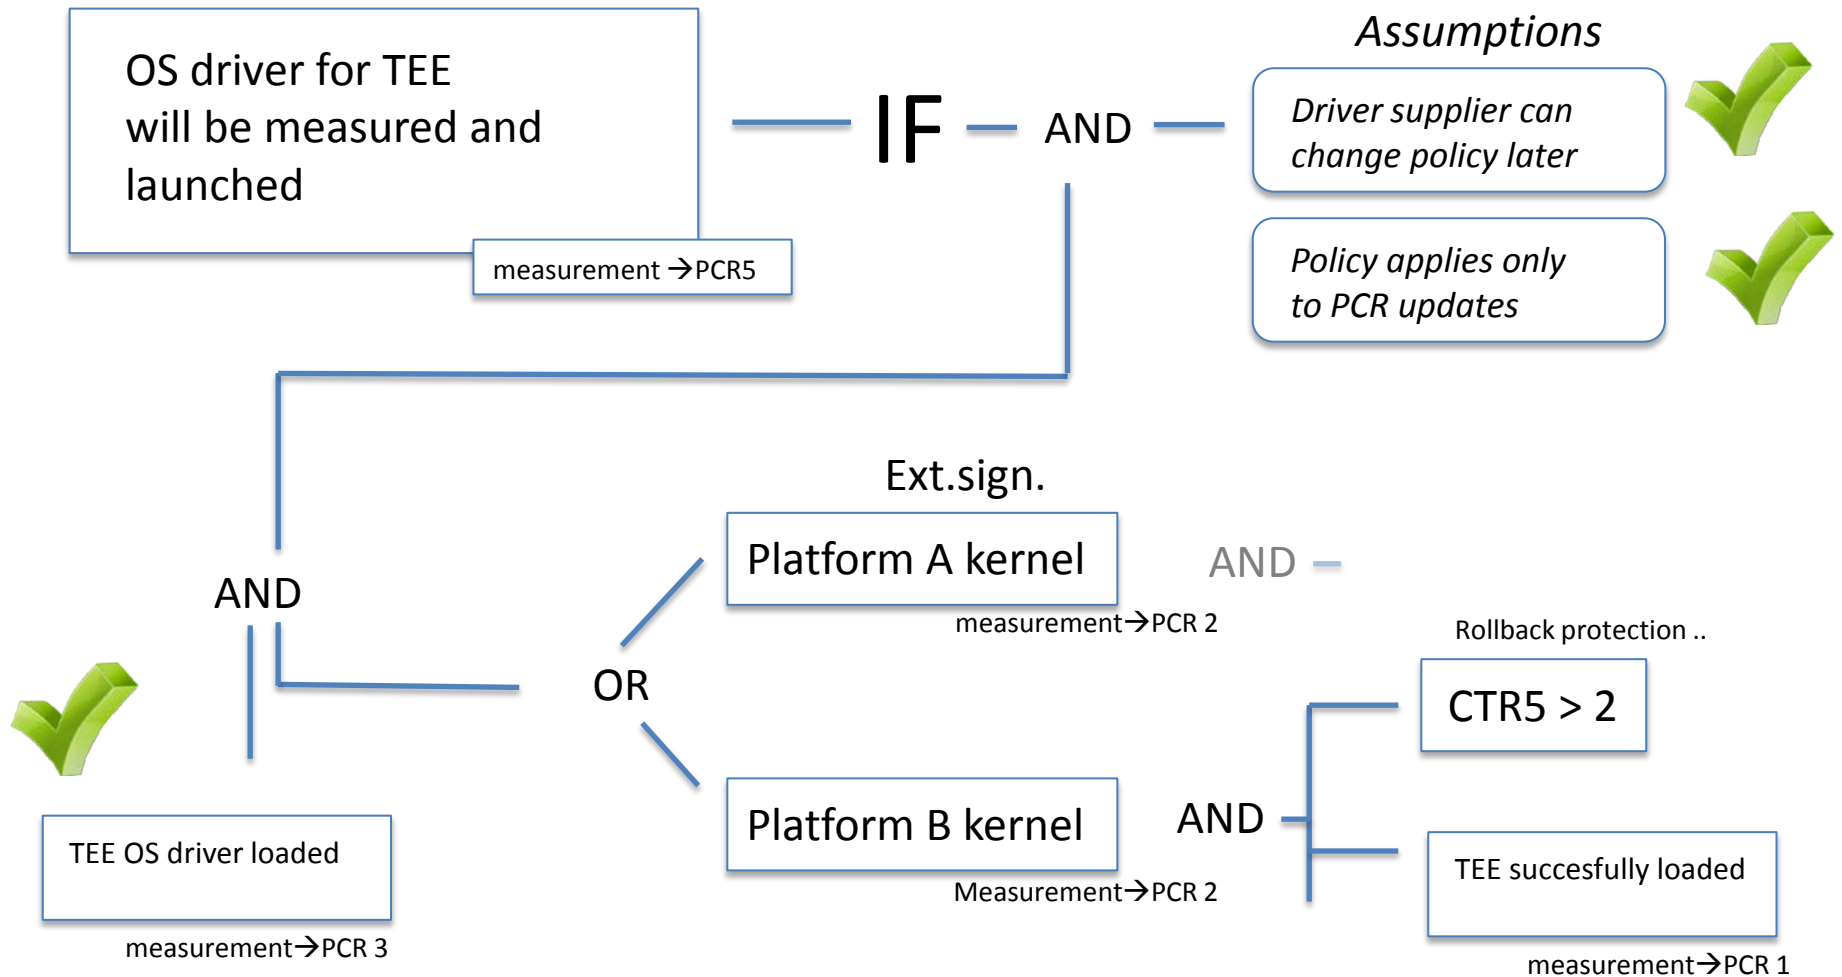 Assumptions
OS driver for TEE
will be measured and
launched
measurement →PCR5
IF
AND
Driver supplier can
change policy later
Policy applies only
to PCR updates
Ext.sign.
Platform A kernel
AND
measurement→PCR 2
AND
OR
Rollback protection ..
CTR5 > 2
Platform B kernel
AND
Measurement→PCR 2
TEE succesfully loaded
measurement→PCR 1
TEE OS driver loaded
measurement→PCR 3